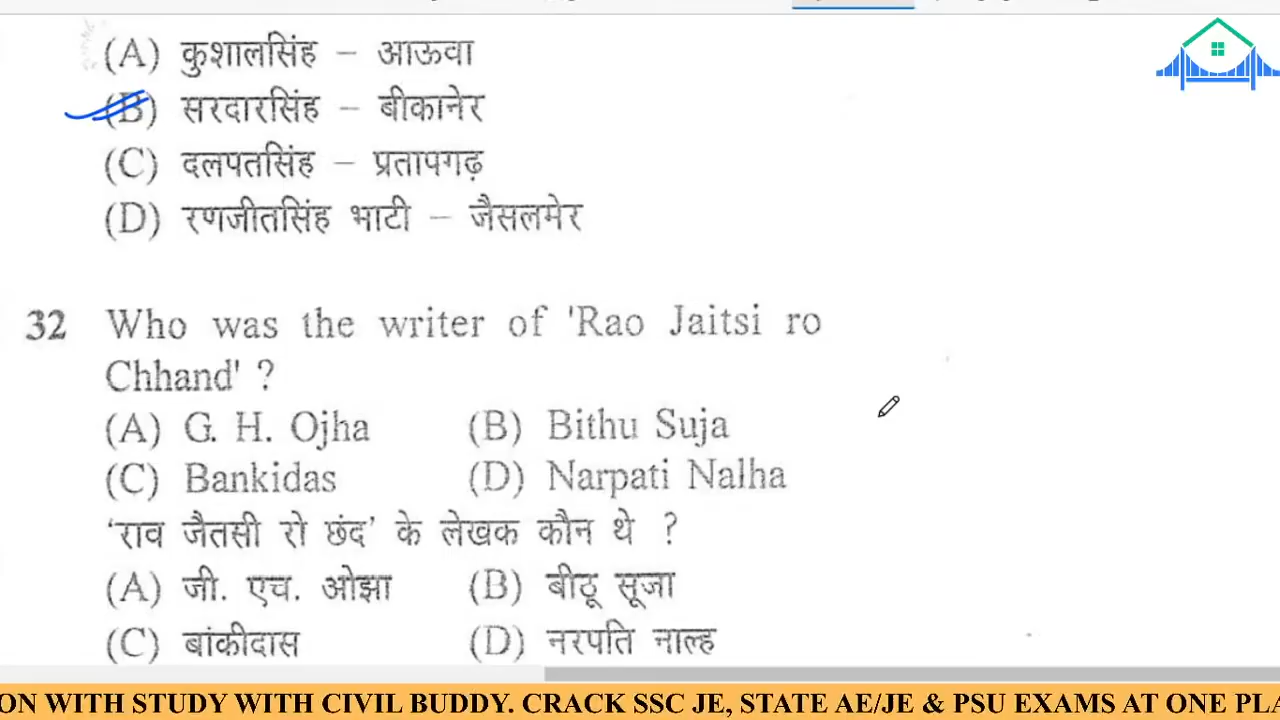 (A) कुशालसिंह – आऊवा
(B) सरदारसिंह – बीकानेर
(C) दलपतसिंह – प्रतापगढ़
(D) रणजीतसिंह भाटी – जैसलमेर
32 Who was the writer of 'Rao Jaitsi ro
Chhand' ?
(A) G. H. Ojha (B) Bithu Suja
(C) Bankidas (D) Narpati Nalha
'राव जैतसी रो छंद' के लेखक कौन थे ?
(A) जी. एच. ओझा (B) बीठू सूजा
(C) बांकीदास (D) नरपति नाल्ह
ON WITH STUDY WITH CIVIL BUDDY. CRACK SSC JE, STATE AE/JE & PSU EXAMS AT ONE PLA